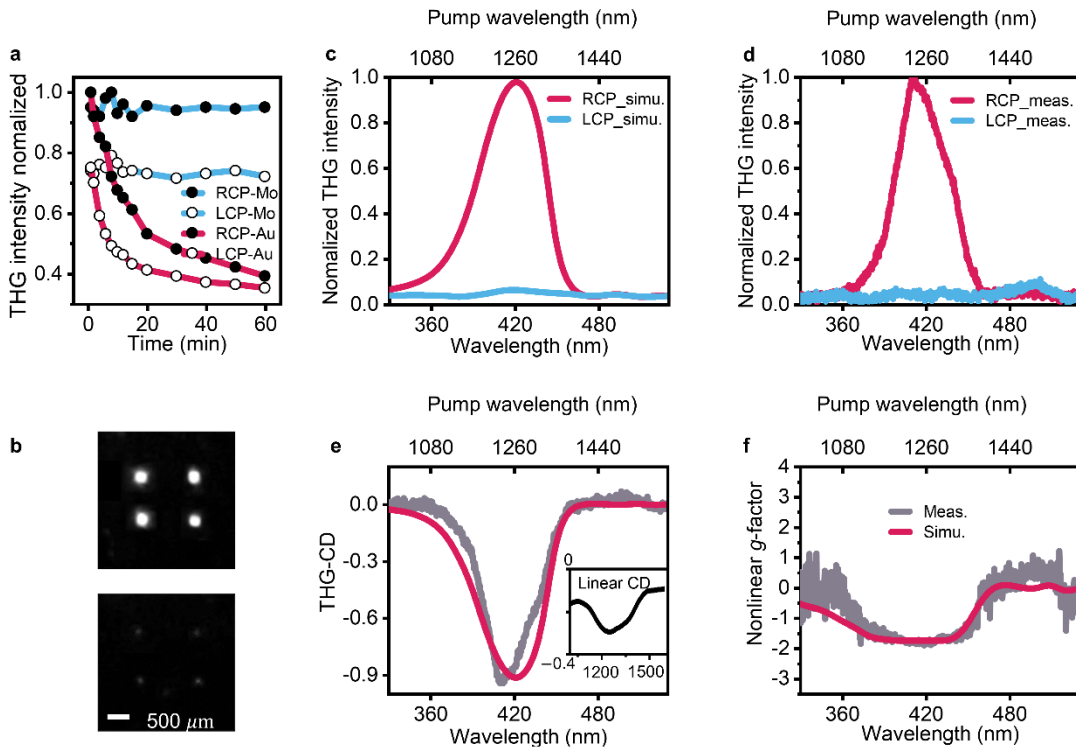 a
THG intensity normalized
1.0
0.8
0.6
0.4
RCP-Mo
LCP-Mo
RCP-Au
LCP-Au
0 20 40 60
Time (min)
c
Pump wavelength (nm)
1080 1260 1440
Normalized THG intensity
1.0
0.8
0.6
0.4
0.2
0.0
RCP_simu.
LCP_simu.
360 420 480
Wavelength (nm)
d
Pump wavelength (nm)
1080 1260 1440
Normalized THG intensity
1.0
0.8
0.6
0.4
0.2
0.0
RCP_meas.
LCP_meas.
360 420 480
Wavelength (nm)
b
500 μm
e
Pump wavelength (nm)
1080 1260 1440
THG-CD
0.0
-0.3
-0.6
-0.9
0
Linear CD
−0.4
1200 1500
360 420 480
Wavelength (nm)
f
Pump wavelength (nm)
1080 1260 1440
Nonlinear g-factor
4
3
2
1
0
-1
-2
-3
Meas.
Simu.
360 420 480
Wavelength (nm)